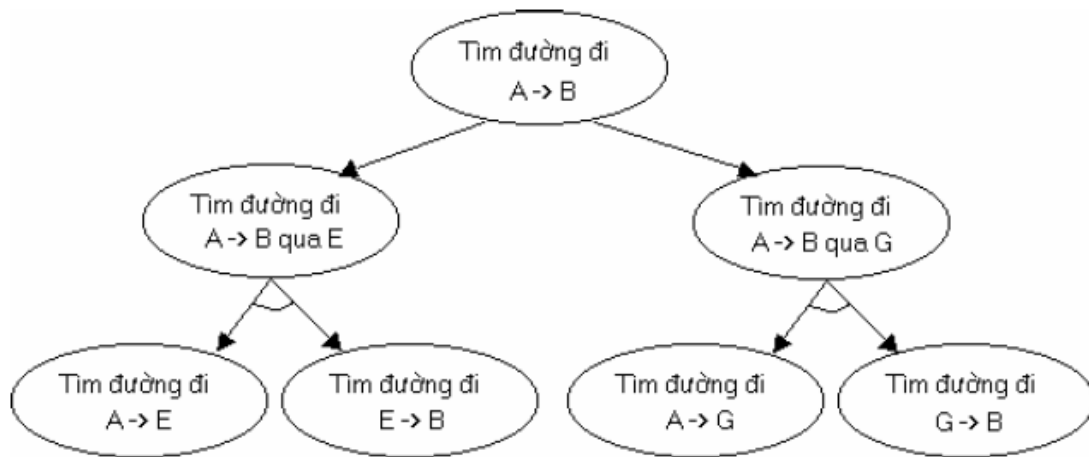 Tìm đường đi
A -> B
Tìm đường đi
A -> B qua E
Tìm đường đi
A -> B qua G
Tìm đường đi
A -> E
Tìm đường đi
E -> B
Tìm đường đi
A -> G
Tìm đường đi
G -> B